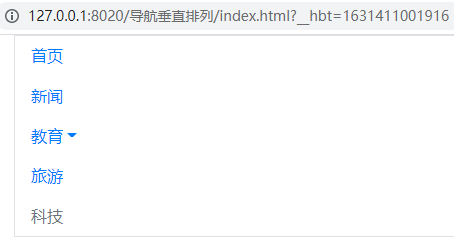 127.0.0.1:8020/导航垂直排列/index.html?__hbt=1631411001916
首页
新闻
教育
旅游
科技